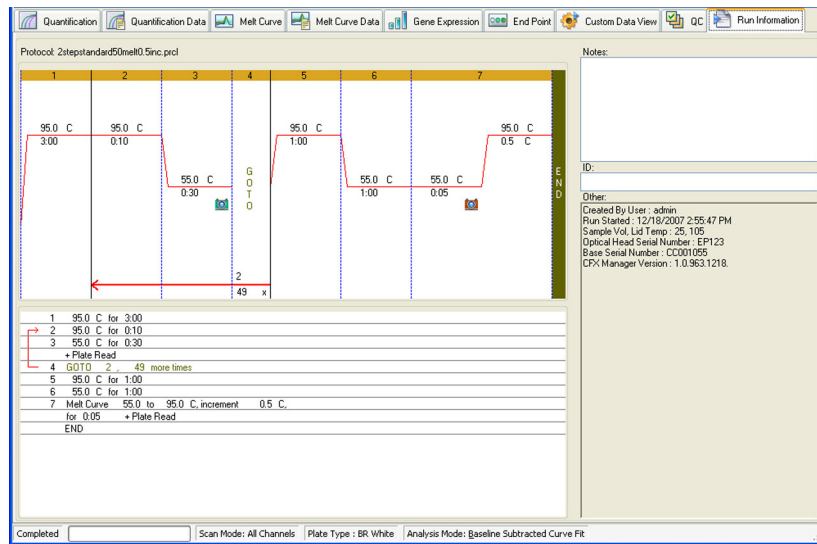 Quantification Quantification Data Melt Curve Melt Curve Data Gene Expression End Point Custom Data View QC Run Information
Protocol: 2stepstandard50melt0.5inc.prcl
1 2 3 4 5 6 7
95.0 C 95.0 C 95.0 C 95.0 C
3:00 0:10 1:00 0.5 C
55.0 C 55.0 C 55.0 C
0:30 1:00 0:05
GOTO
END
2
49 x
1 95.0 C for 3:00
2 95.0 C for 0:10
3 55.0 C for 0:30
+ Plate Read
4 GOTO 2 , 49 more times
5 95.0 C for 1:00
6 55.0 C for 1:00
7 Melt Curve 55.0 to 95.0 C, increment 0.5 C,
for 0:05 + Plate Read
END
Notes:
ID:
Other:
Created By User : admin
Run Started : 12/18/2007 2:55:47 PM
Sample Vol, Lid Temp : 25, 105
Optical Head Serial Number : EP123
Base Serial Number : CC001055
CFX Manager Version : 1.0.963.1218.
Completed Scan Mode: All Channels Plate Type : BR White Analysis Mode: Baseline Subtracted Curve Fit